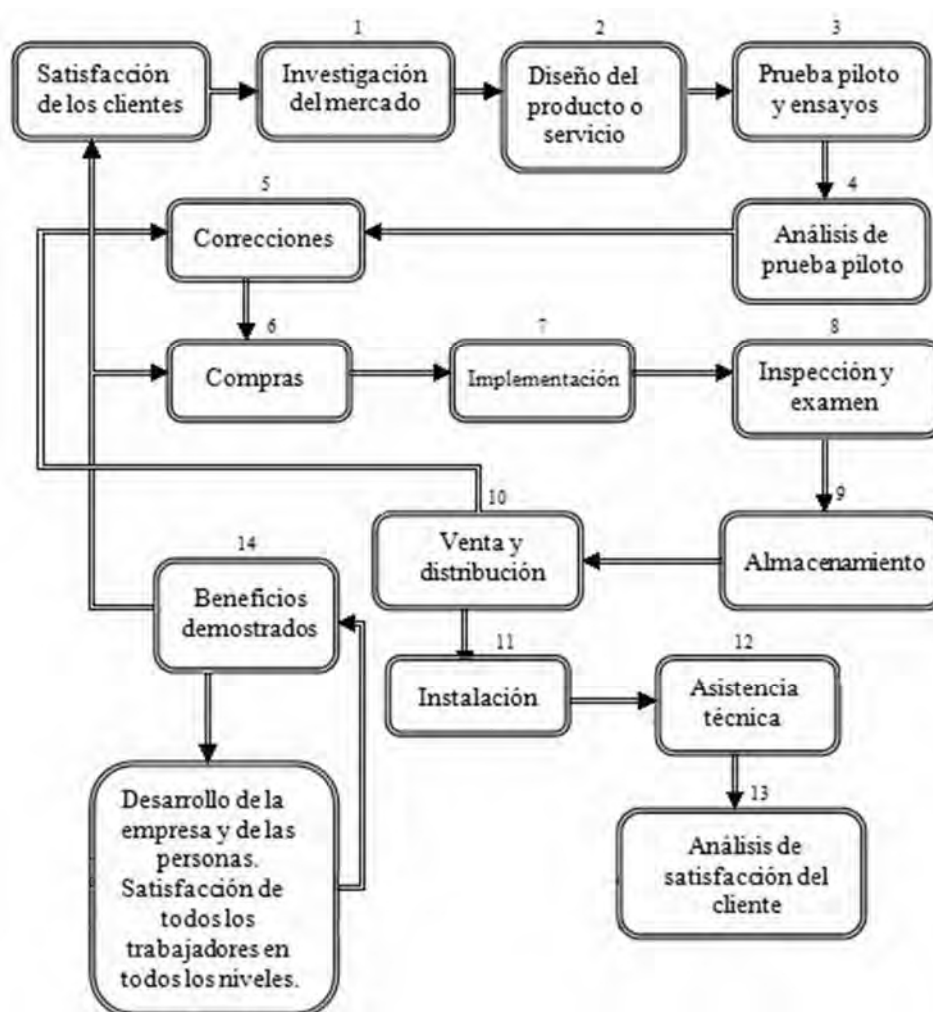 Satisfacción
de los clientes
1
Investigación
del mercado
2
Diseño del
producto o
servicio
3
Prueba piloto
y ensayos
4
Análisis de
prueba piloto
5
Correcciones
6
Compras
7
Implementación
8
Inspección y
examen
9
Almacenamiento
10
Venta y
distribución
11
Instalación
12
Asistencia
técnica
13
Análisis de
satisfacción del
cliente
14
Beneficios
demostrados
Desarrollo de la
empresa y de las
personas.
Satisfacción de
todos los
trabajadores en
todos los niveles.